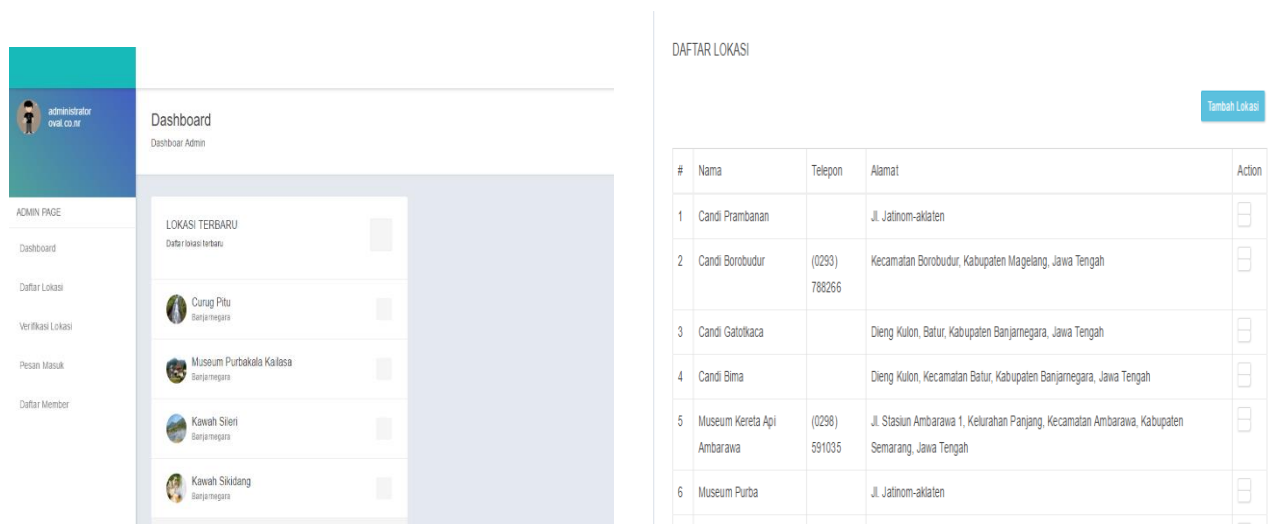 administrator
oval.co.nr
Dashboard
Dashboar Admin
ADMIN PAGE
Dashboard
Daftar Lokasi
Verifikasi Lokasi
Pesan Masuk
Daftar Member
LOKASI TERBARU
Daftar lokasi terbaru
Curug Pitu
Banjarnegara
Museum Purbakala Kailasa
Banjarnegara
Kawah Sileri
Banjarnegara
Kawah Sikidang
Banjarnegara
DAFTAR LOKASI
Tambah Lokasi
# Nama Telepon Alamat Action
1 Candi Prambanan Jl. Jatinom-aklaten
2 Candi Borobudur (0293) Kecamatan Borobudur, Kabupaten Magelang, Jawa Tengah
788266
3 Candi Gatotkaca Dieng Kulon, Batur, Kabupaten Banjarnegara, Jawa Tengah
4 Candi Bima Dieng Kulon, Kecamatan Batur, Kabupaten Banjarnegara, Jawa Tengah
5 Museum Kereta Api (0298) Jl. Stasiun Ambarawa 1, Kelurahan Panjang, Kecamatan Ambarawa, Kabupaten
Ambarawa 591035 Semarang, Jawa Tengah
6 Museum Purba Jl. Jatinom-aklaten